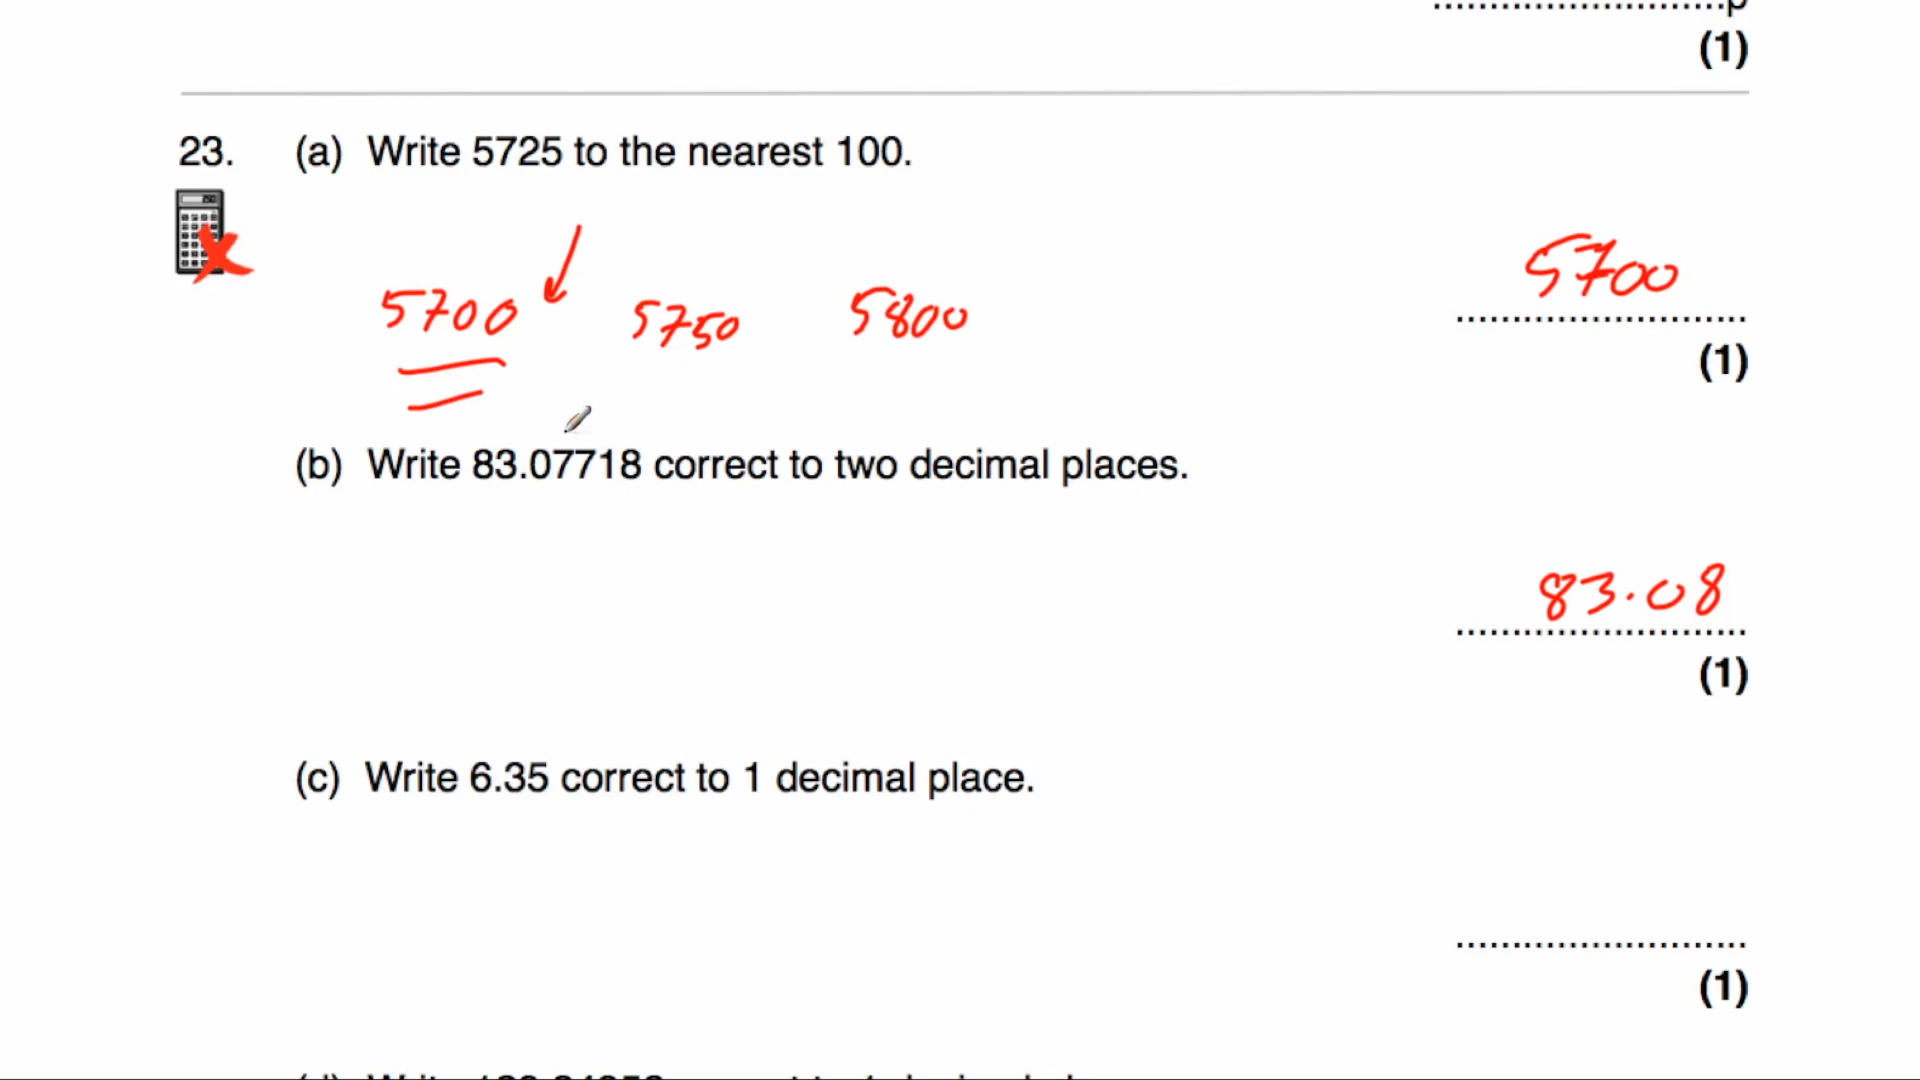 p
(1)
23. (a) Write 5725 to the nearest 100.
5700
5700 5750 5800
(1)
(b) Write 83.07718 correct to two decimal places.
83.08
(1)
(c) Write 6.35 correct to 1 decimal place.
(1)